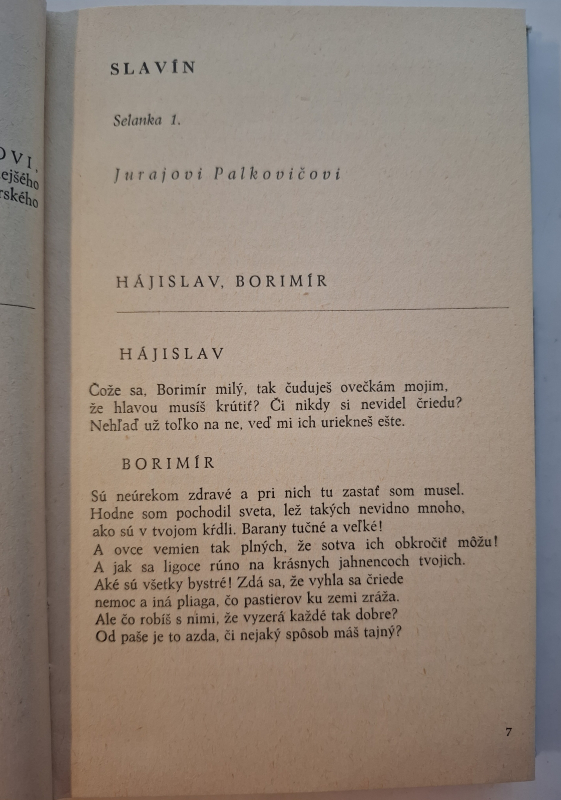 OVI,
ejšého
rského
SLAVÍN
Selanka 1.
Jurajovi Palkovičovi
HÁJISLAV, BORIMÍR
HÁJISLAV
Čože sa, Borimír milý, tak čuduješ ovečkám mojim,
že hlavou musíš krútiť? Či nikdy si nevidel čriedu?
Nehľaď už toľko na ne, veď mi ich uriekneš ešte.
BORIMÍR
Sú neúrekom zdravé a pri nich tu zastať som musel.
Hodne som pochodil sveta, lež takých nevidno mnoho,
ako sú v tvojom kŕdli. Barany tučné a veľké!
A ovce vemien tak plných, že sotva ich obkročiť môžu!
A jak sa ligoce rúno na krásnych jahnencoch tvojich.
Aké sú všetky bystré! Zdá sa, že vyhla sa čriede
nemoc a iná pliaga, čo pastierov ku zemi zráža.
Ale čo robíš s nimi, že vyzerá každé tak dobre?
Od paše je to azda, či nejaký spôsob máš tajný?
7